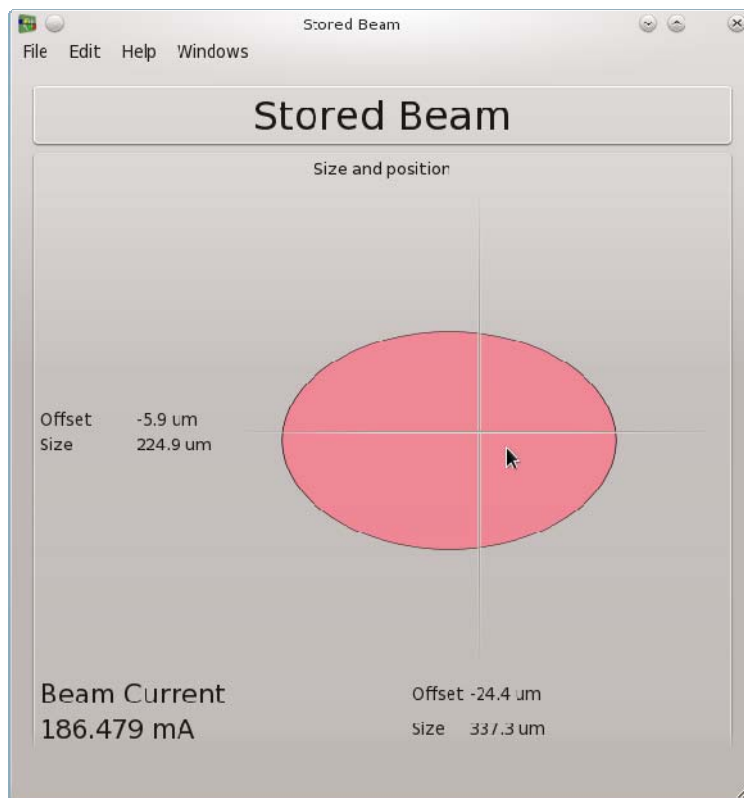 Stored Beam
File Edit Help Windows
Stored Beam
Size and position
Offset -5.9 um
Size 224.9 um
Beam Current
186.479 mA
Offset -24.4 um
Size 337.3 um